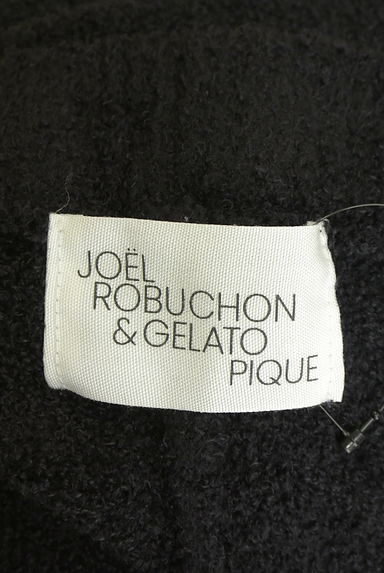 JOËL
ROBUCHON
& GELATO
PIQUE